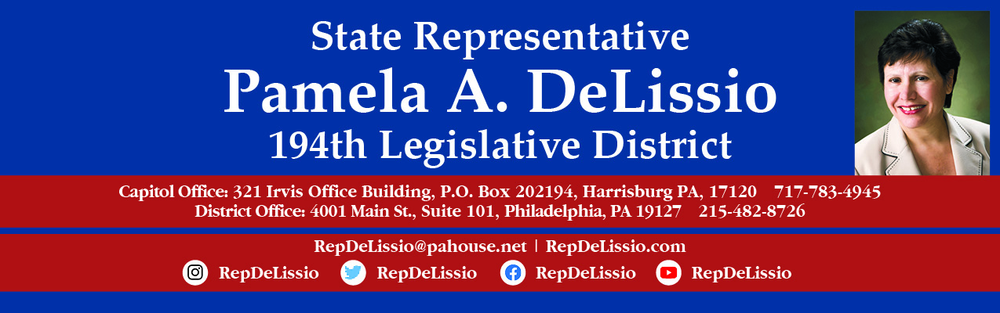 State Representative
Pamela A. DeLissio
194th Legislative District
Capitol Office: 321 Irvis Office Building, P.O. Box 202194, Harrisburg PA, 17120 717-783-4945
District Office: 4001 Main St., Suite 101, Philadelphia, PA 19127 215-482-8726
RepDeLissio@pahouse.net | RepDeLissio.com
RepDeLissio RepDeLissio RepDeLissio RepDeLissio